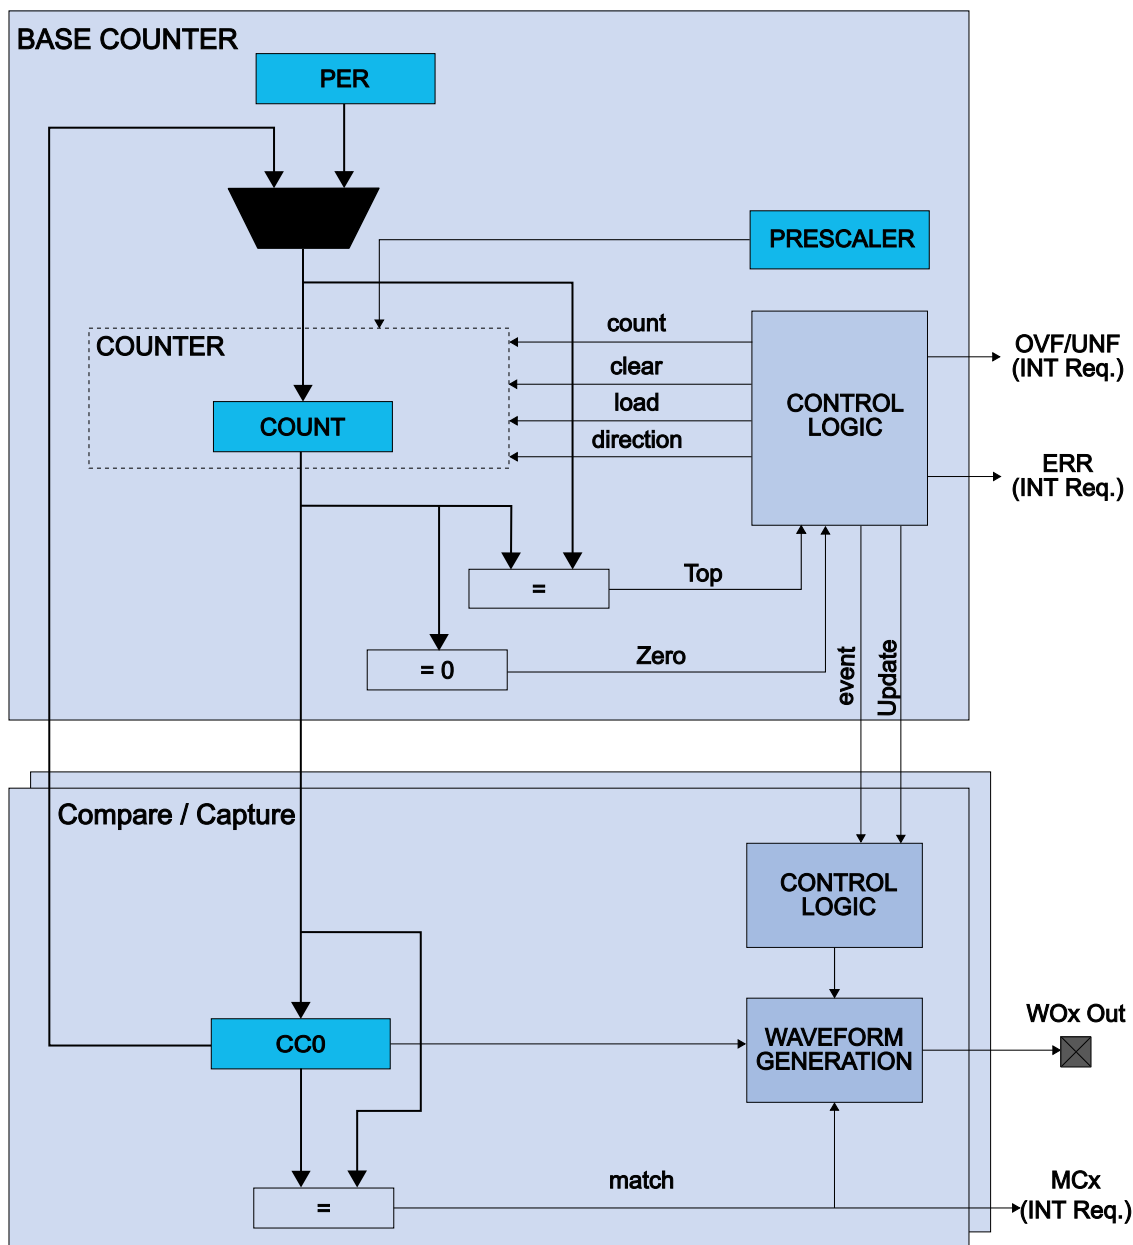 BASE COUNTER
PER
PRESCALER
COUNTER
count
clear
load
direction
COUNT
CONTROL
LOGIC
OVF/UNF
(INT Req.)
ERR
(INT Req.)
=
Top
= 0
Zero
event
Update
Compare / Capture
CONTROL
LOGIC
CC0
WAVEFORM
GENERATION
WOx Out
=
match
MCx
(INT Req.)